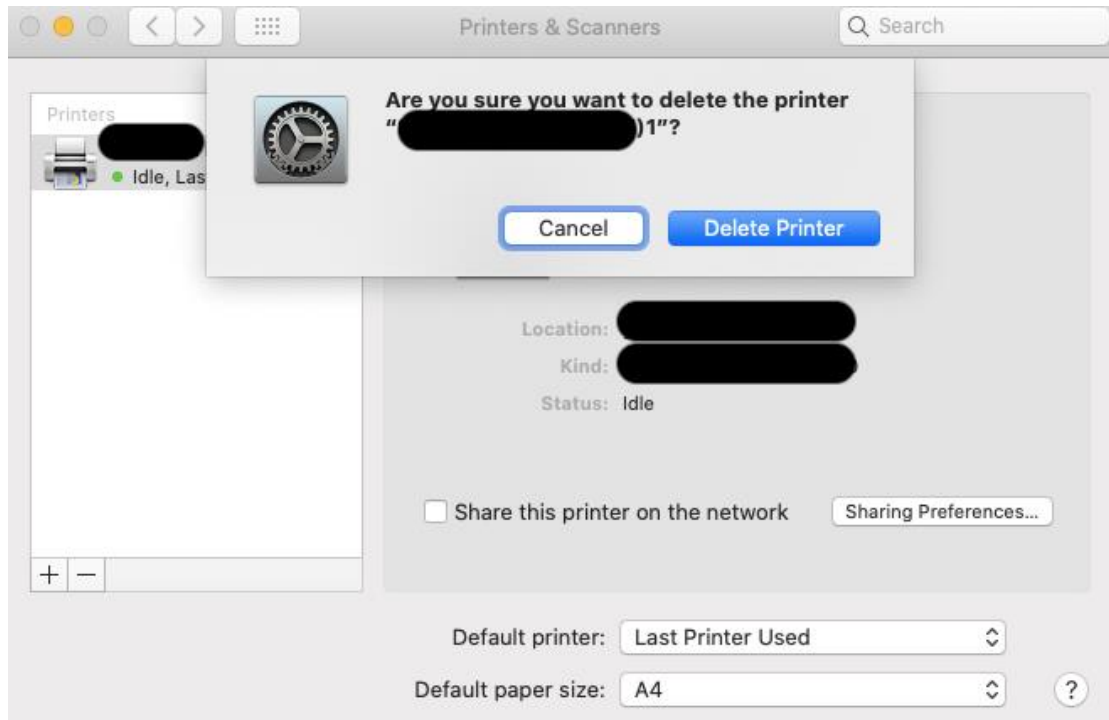 Printers & Scanners
Search
Are you sure you want to delete the printer
“ )1”?
Cancel
Delete Printer
Printers
Idle, Las
Location:
Kind:
Status: Idle
Share this printer on the network
Sharing Preferences...
+ −
Default printer: Last Printer Used
Default paper size: A4
?